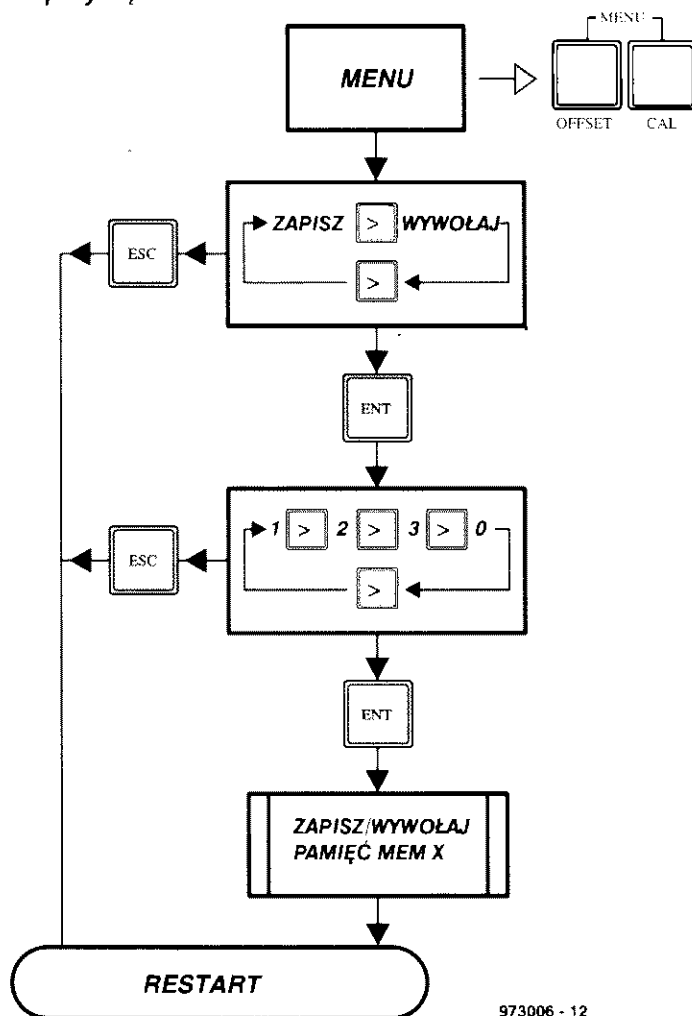 MENU
MENU
OFFSET CAL
ZAPISZ > WYWOŁAJ
ESC
>
ENT
1 > 2 > 3 > 0
ESC
>
ENT
ZAPISZ/WYWOŁAJ
PAMIĘĆ MEM X
RESTART
973006 - 12